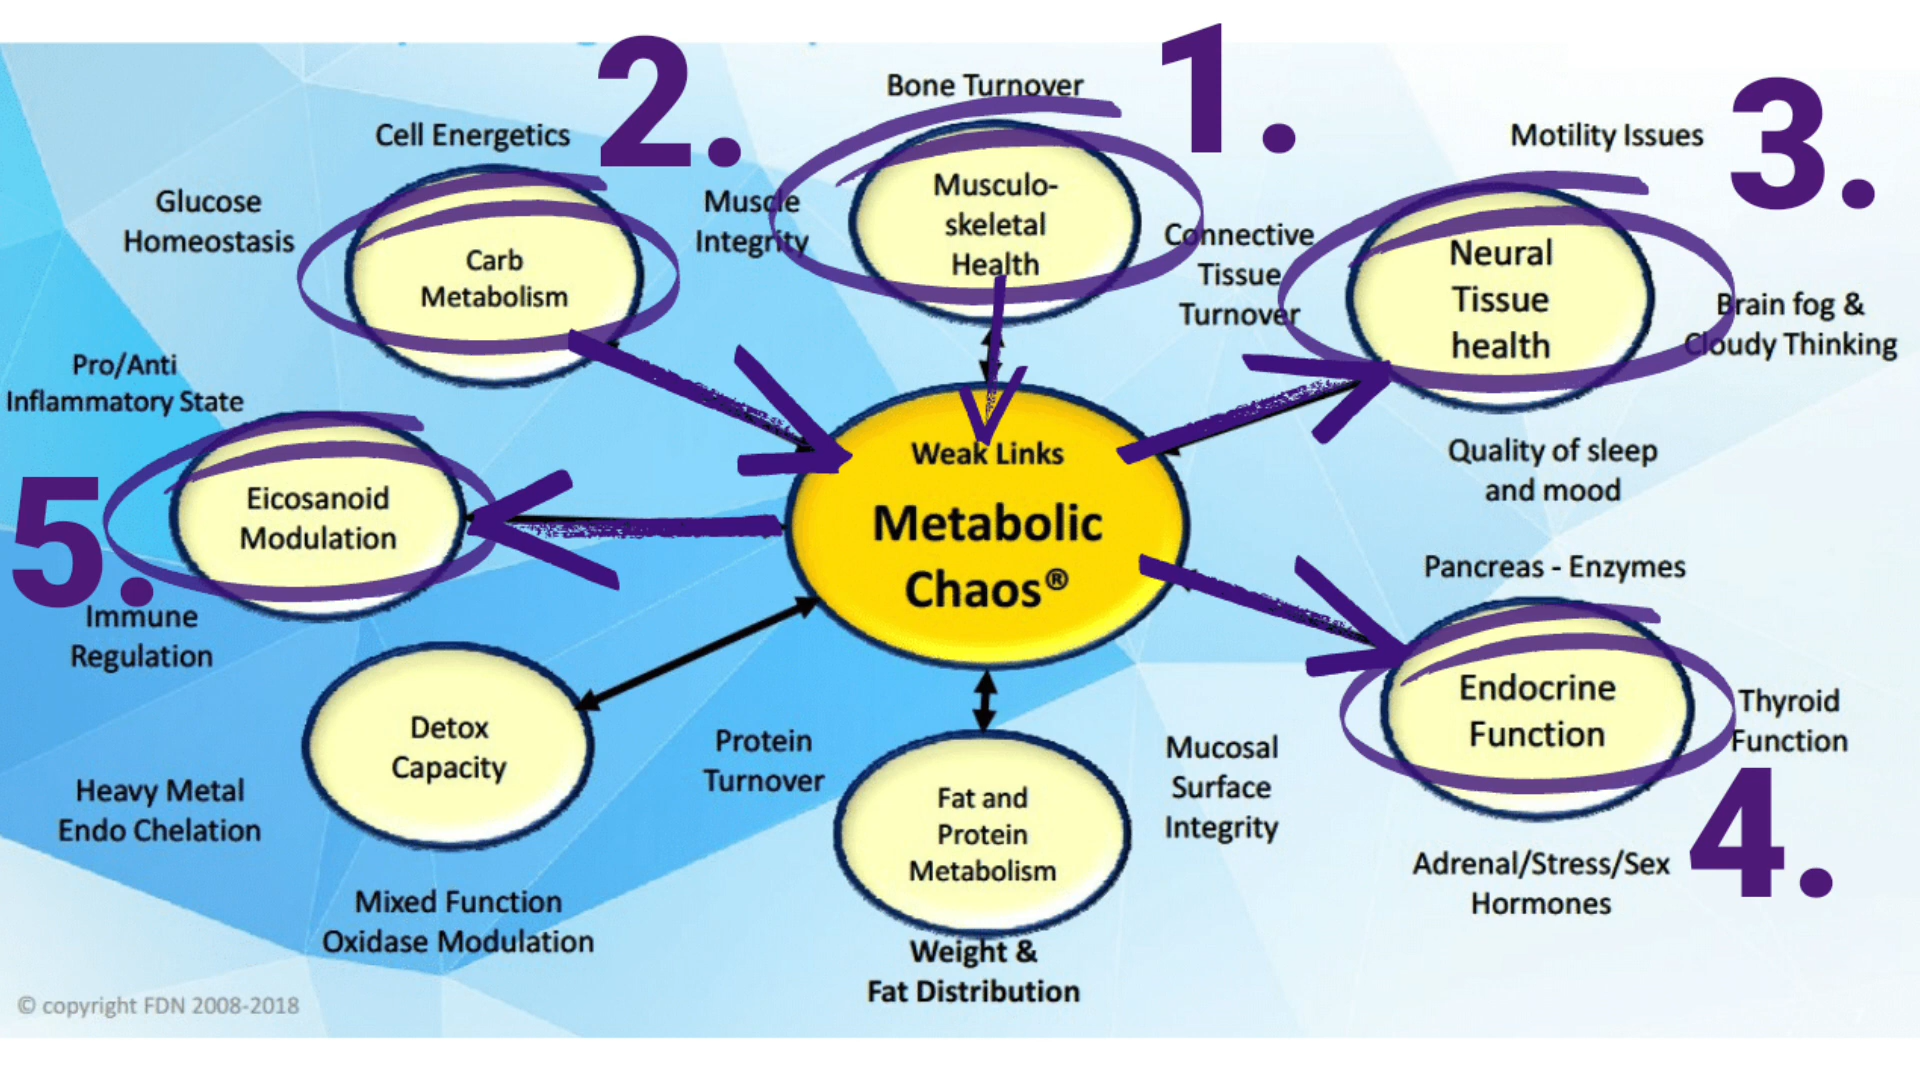 2.
1.
3.
Bone Turnover
Cell Energetics
Motility Issues
Glucose
Homeostasis
Carb
Metabolism
Muscle
Integrity
Musculo-
skeletal
Health
Connective
Tissue
Turnover
Neural
Tissue
health
Brain fog &
Cloudy Thinking
Pro/Anti
Inflammatory State
Quality of sleep
and mood
5.
Eicosanoid
Modulation
Weak Links
Metabolic
Chaos®
Pancreas - Enzymes
Immune
Regulation
Endocrine
Function
Thyroid
Function
4.
Detox
Capacity
Protein
Turnover
Mucosal
Surface
Integrity
Heavy Metal
Endo Chelation
Fat and
Protein
Metabolism
Adrenal/Stress/Sex
Hormones
Mixed Function
Oxidase Modulation
Weight &
Fat Distribution
© copyright FDN 2008-2018